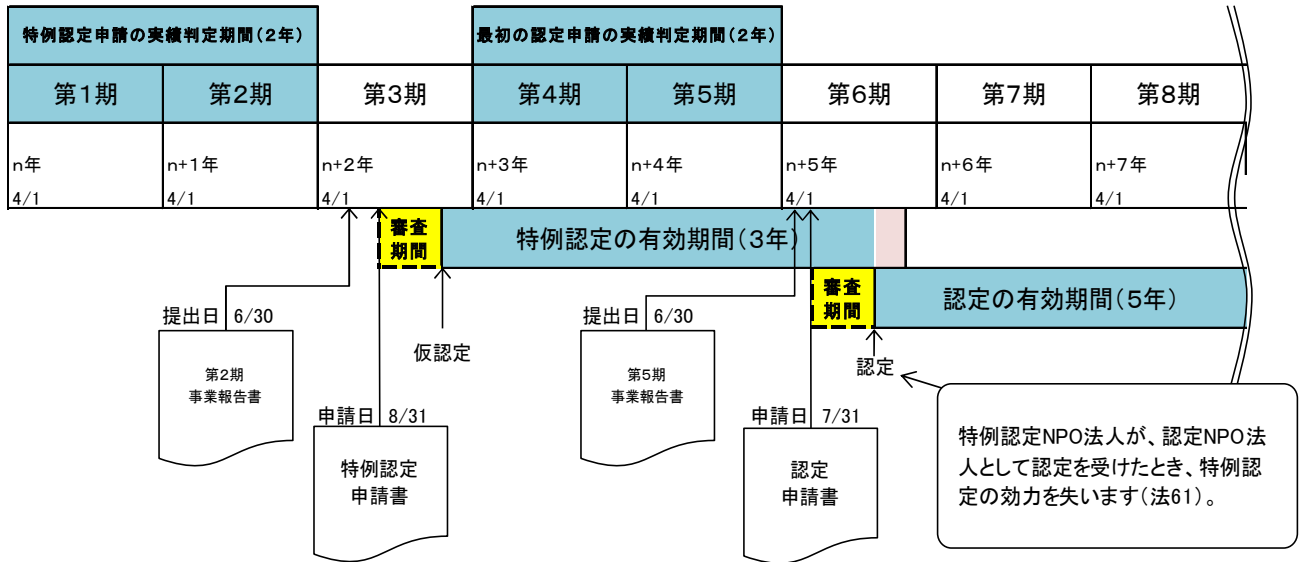 特例認定申請の実績判定期間(2年)
最初の認定申請の実績判定期間(2年)
第1期
第2期
第3期
第4期
第5期
第6期
第7期
第8期
n年
n+1年
n+2年
n+3年
n+4年
n+5年
n+6年
n+7年
4/1
4/1
4/1
4/1
4/1
4/1
4/1
4/1
審査
期間
特例認定の有効期間(3年)
審査
期間
認定の有効期間(5年)
提出日 6/30
仮認定
提出日 6/30
認定
第2期
事業報告書
第5期
事業報告書
申請日 8/31
申請日 7/31
特例認定
申請書
認定
申請書
特例認定NPO法人が、認定NPO法
人として認定を受けたとき、特例認
定の効力を失います(法61)。